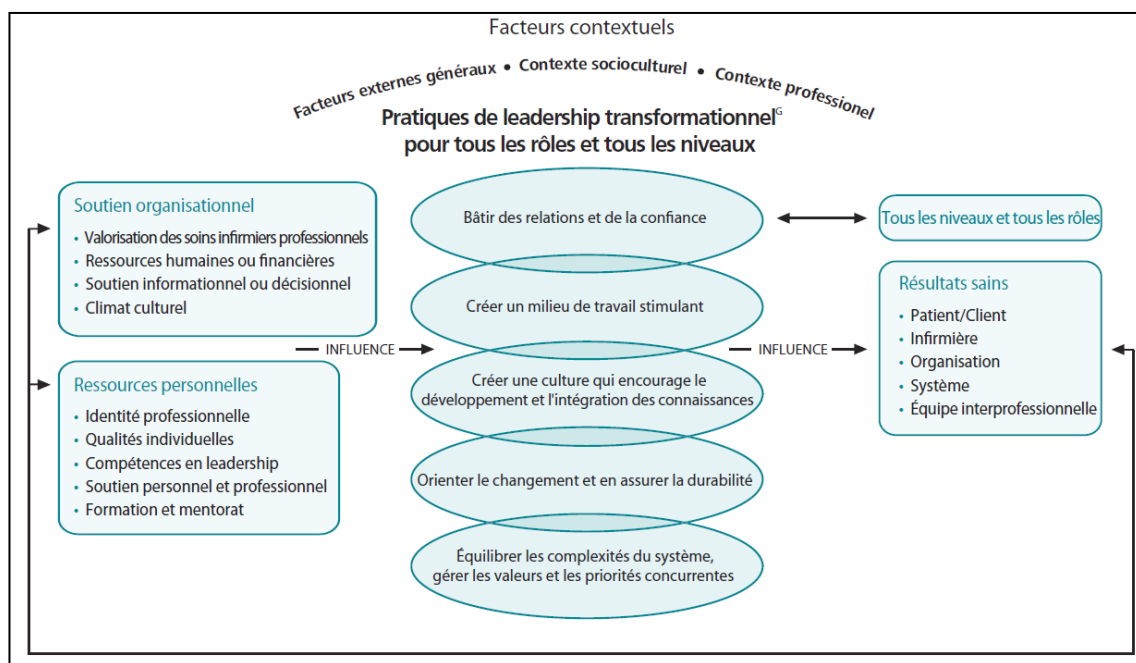 Facteurs contextuels
Facteurs externes généraux • Contexte socioculturel • Contexte professionel
Pratiques de leadership transformationnelᴳ
pour tous les rôles et tous les niveaux
Soutien organisationnel
• Valorisation des soins infirmiers professionnels
• Ressources humaines ou financières
• Soutien informationnel ou décisionnel
• Climat culturel
Ressources personnelles
• Identité professionnelle
• Qualités individuelles
• Compétences en leadership
• Soutien personnel et professionnel
• Formation et mentorat
INFLUENCE
Bâtir des relations et de la confiance
Créer un milieu de travail stimulant
Créer une culture qui encourage le
développement et l'intégration des connaissances
Orienter le changement et en assurer la durabilité
Équilibrer les complexités du système,
gérer les valeurs et les priorités concurrentes
INFLUENCE
Tous les niveaux et tous les rôles
Résultats sains
• Patient/Client
• Infirmière
• Organisation
• Système
• Équipe interprofessionnelle